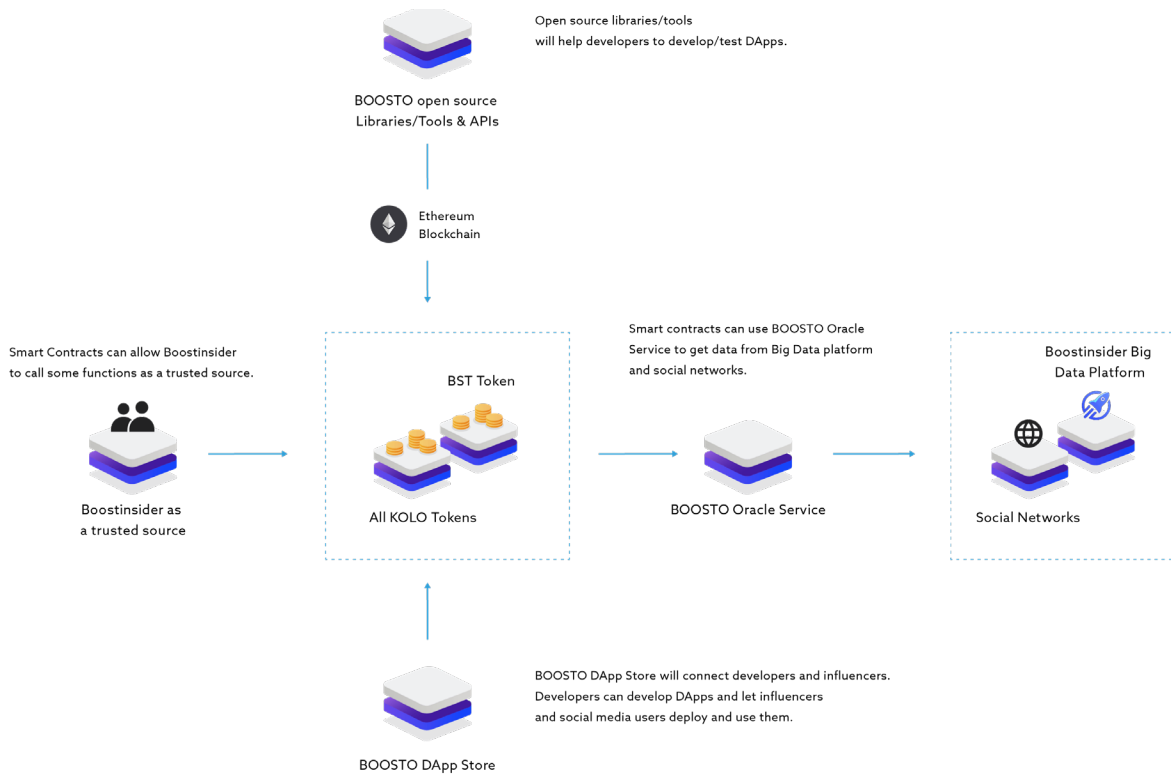 Open source libraries/tools
will help developers to develop/test DApps.
BOOSTO open source
Libraries/Tools & APIs
Ethereum
Blockchain
Smart Contracts can allow Boostinsider
to call some functions as a trusted source.
Boostinsider as
a trusted source
BST Token
All KOLO Tokens
Smart contracts can use BOOSTO Oracle
Service to get data from Big Data platform
and social networks.
BOOSTO Oracle Service
Boostinsider Big
Data Platform
Social Networks
BOOSTO DApp Store will connect developers and influencers.
Developers can develop DApps and let influencers
and social media users deploy and use them.
BOOSTO DApp Store